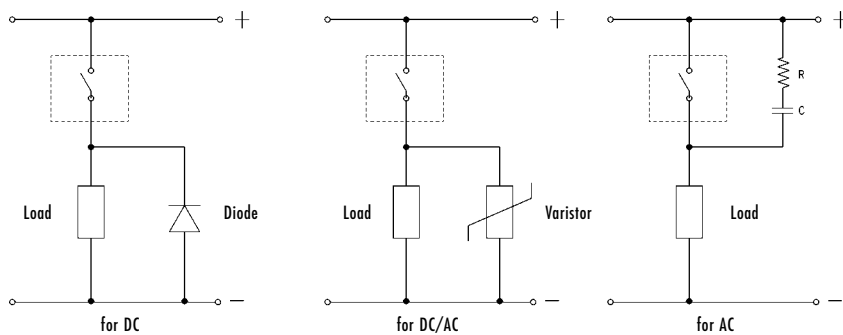 +
+
+
R
C
Load
Diode
Load
Varistor
Load
−
−
−
for DC
for DC/AC
for AC